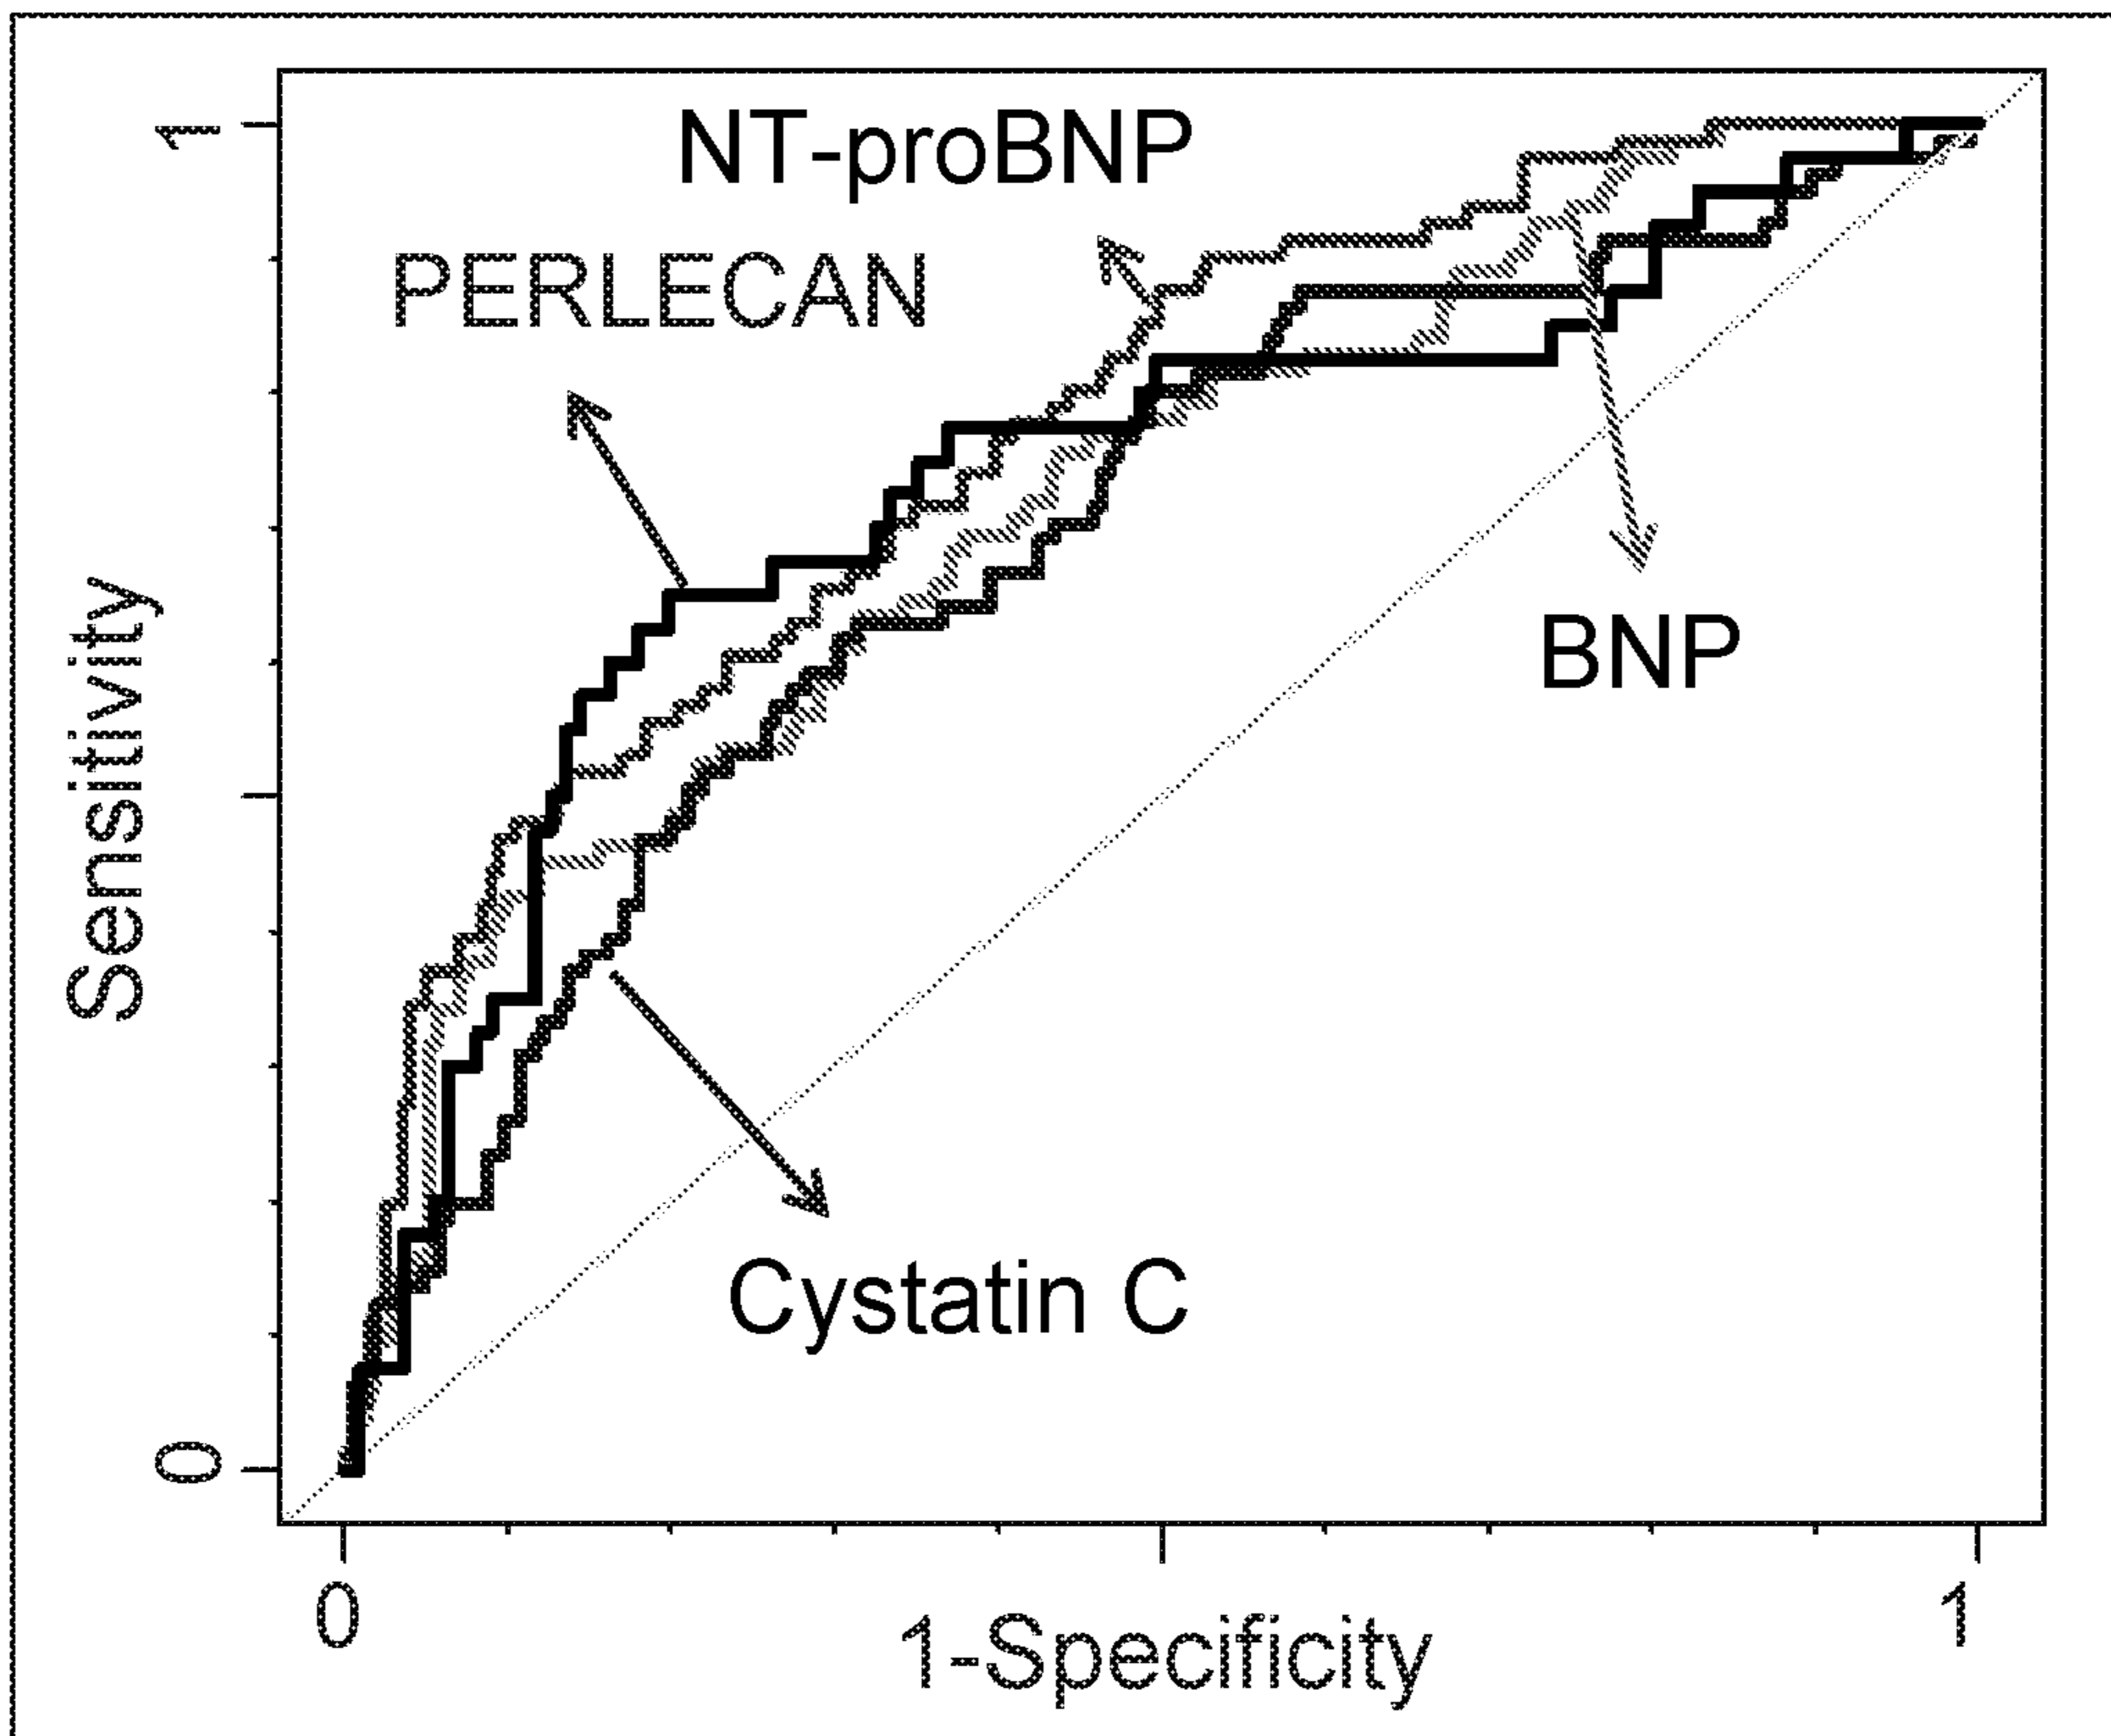 1
NT-proBNP
PERLECAN
BNP
Sensitivity
Cystatin C
0
0
1
1-Specificity